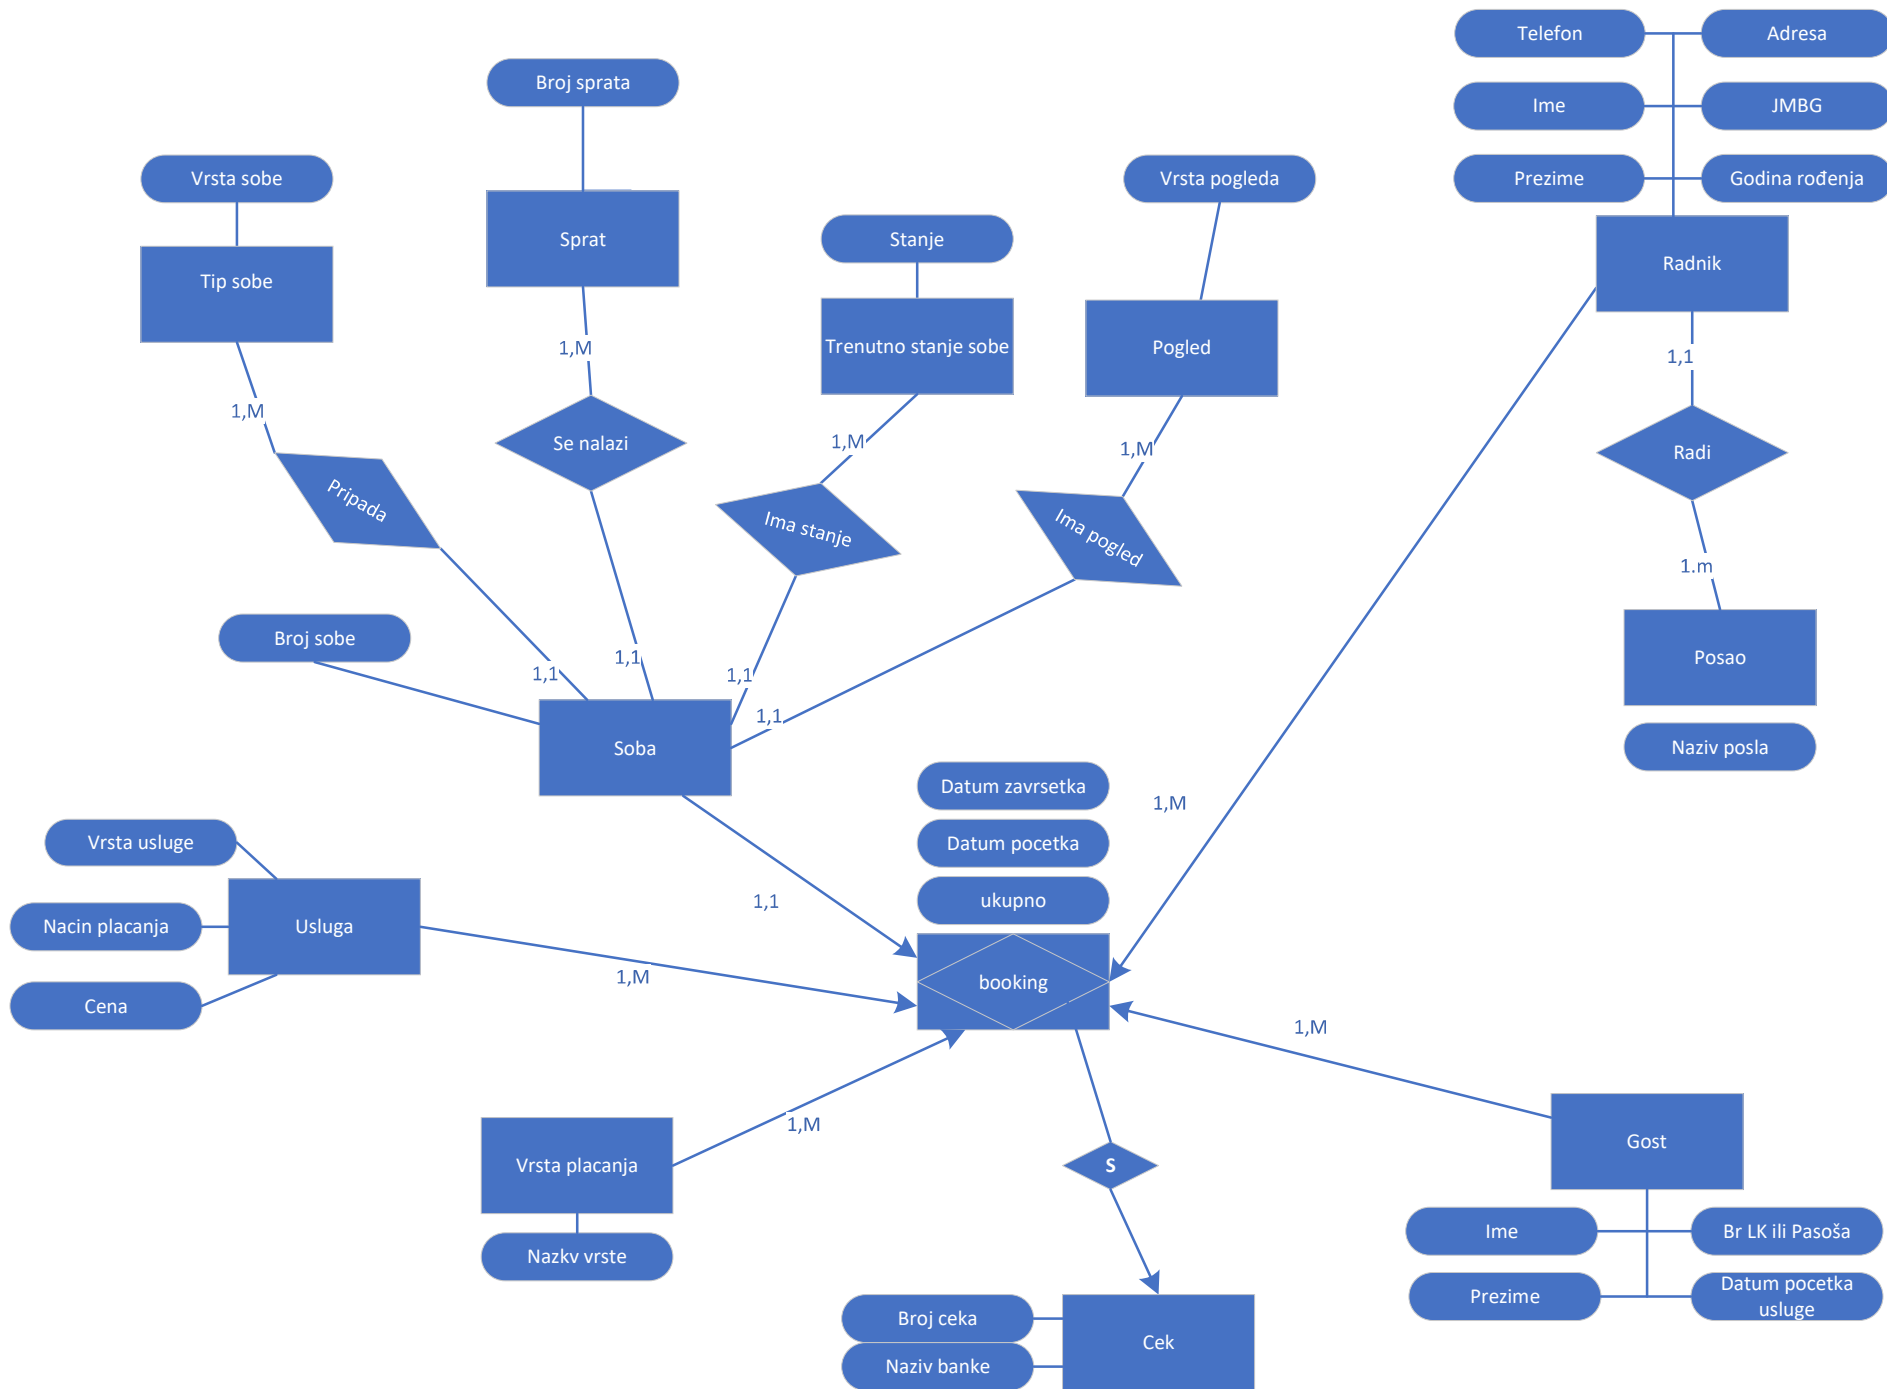 Telefon
Adresa
Broj sprata
Ime
JMBG
Vrsta sobe
Vrsta pogleda
Prezime
Godina rođenja
Sprat
Stanje
Radnik
Tip sobe
Trenutno stanje sobe
Pogled
1,M
1,1
1,M
1,M
1,M
Se nalazi
Radi
Pripada
Ima stanje
Ima pogled
1.m
Broj sobe
1,1
1,1
1,1
1,1
Posao
Soba
Naziv posla
Datum zavrsetka
1,M
Vrsta usluge
Datum pocetka
1,1
ukupno
Nacin placanja
Usluga
1,M
booking
Cena
1,M
1,M
Vrsta placanja
S
Gost
Nazkv vrste
Ime
Br LK ili Pasoša
Prezime
Datum pocetka
usluge
Broj ceka
Cek
Naziv banke